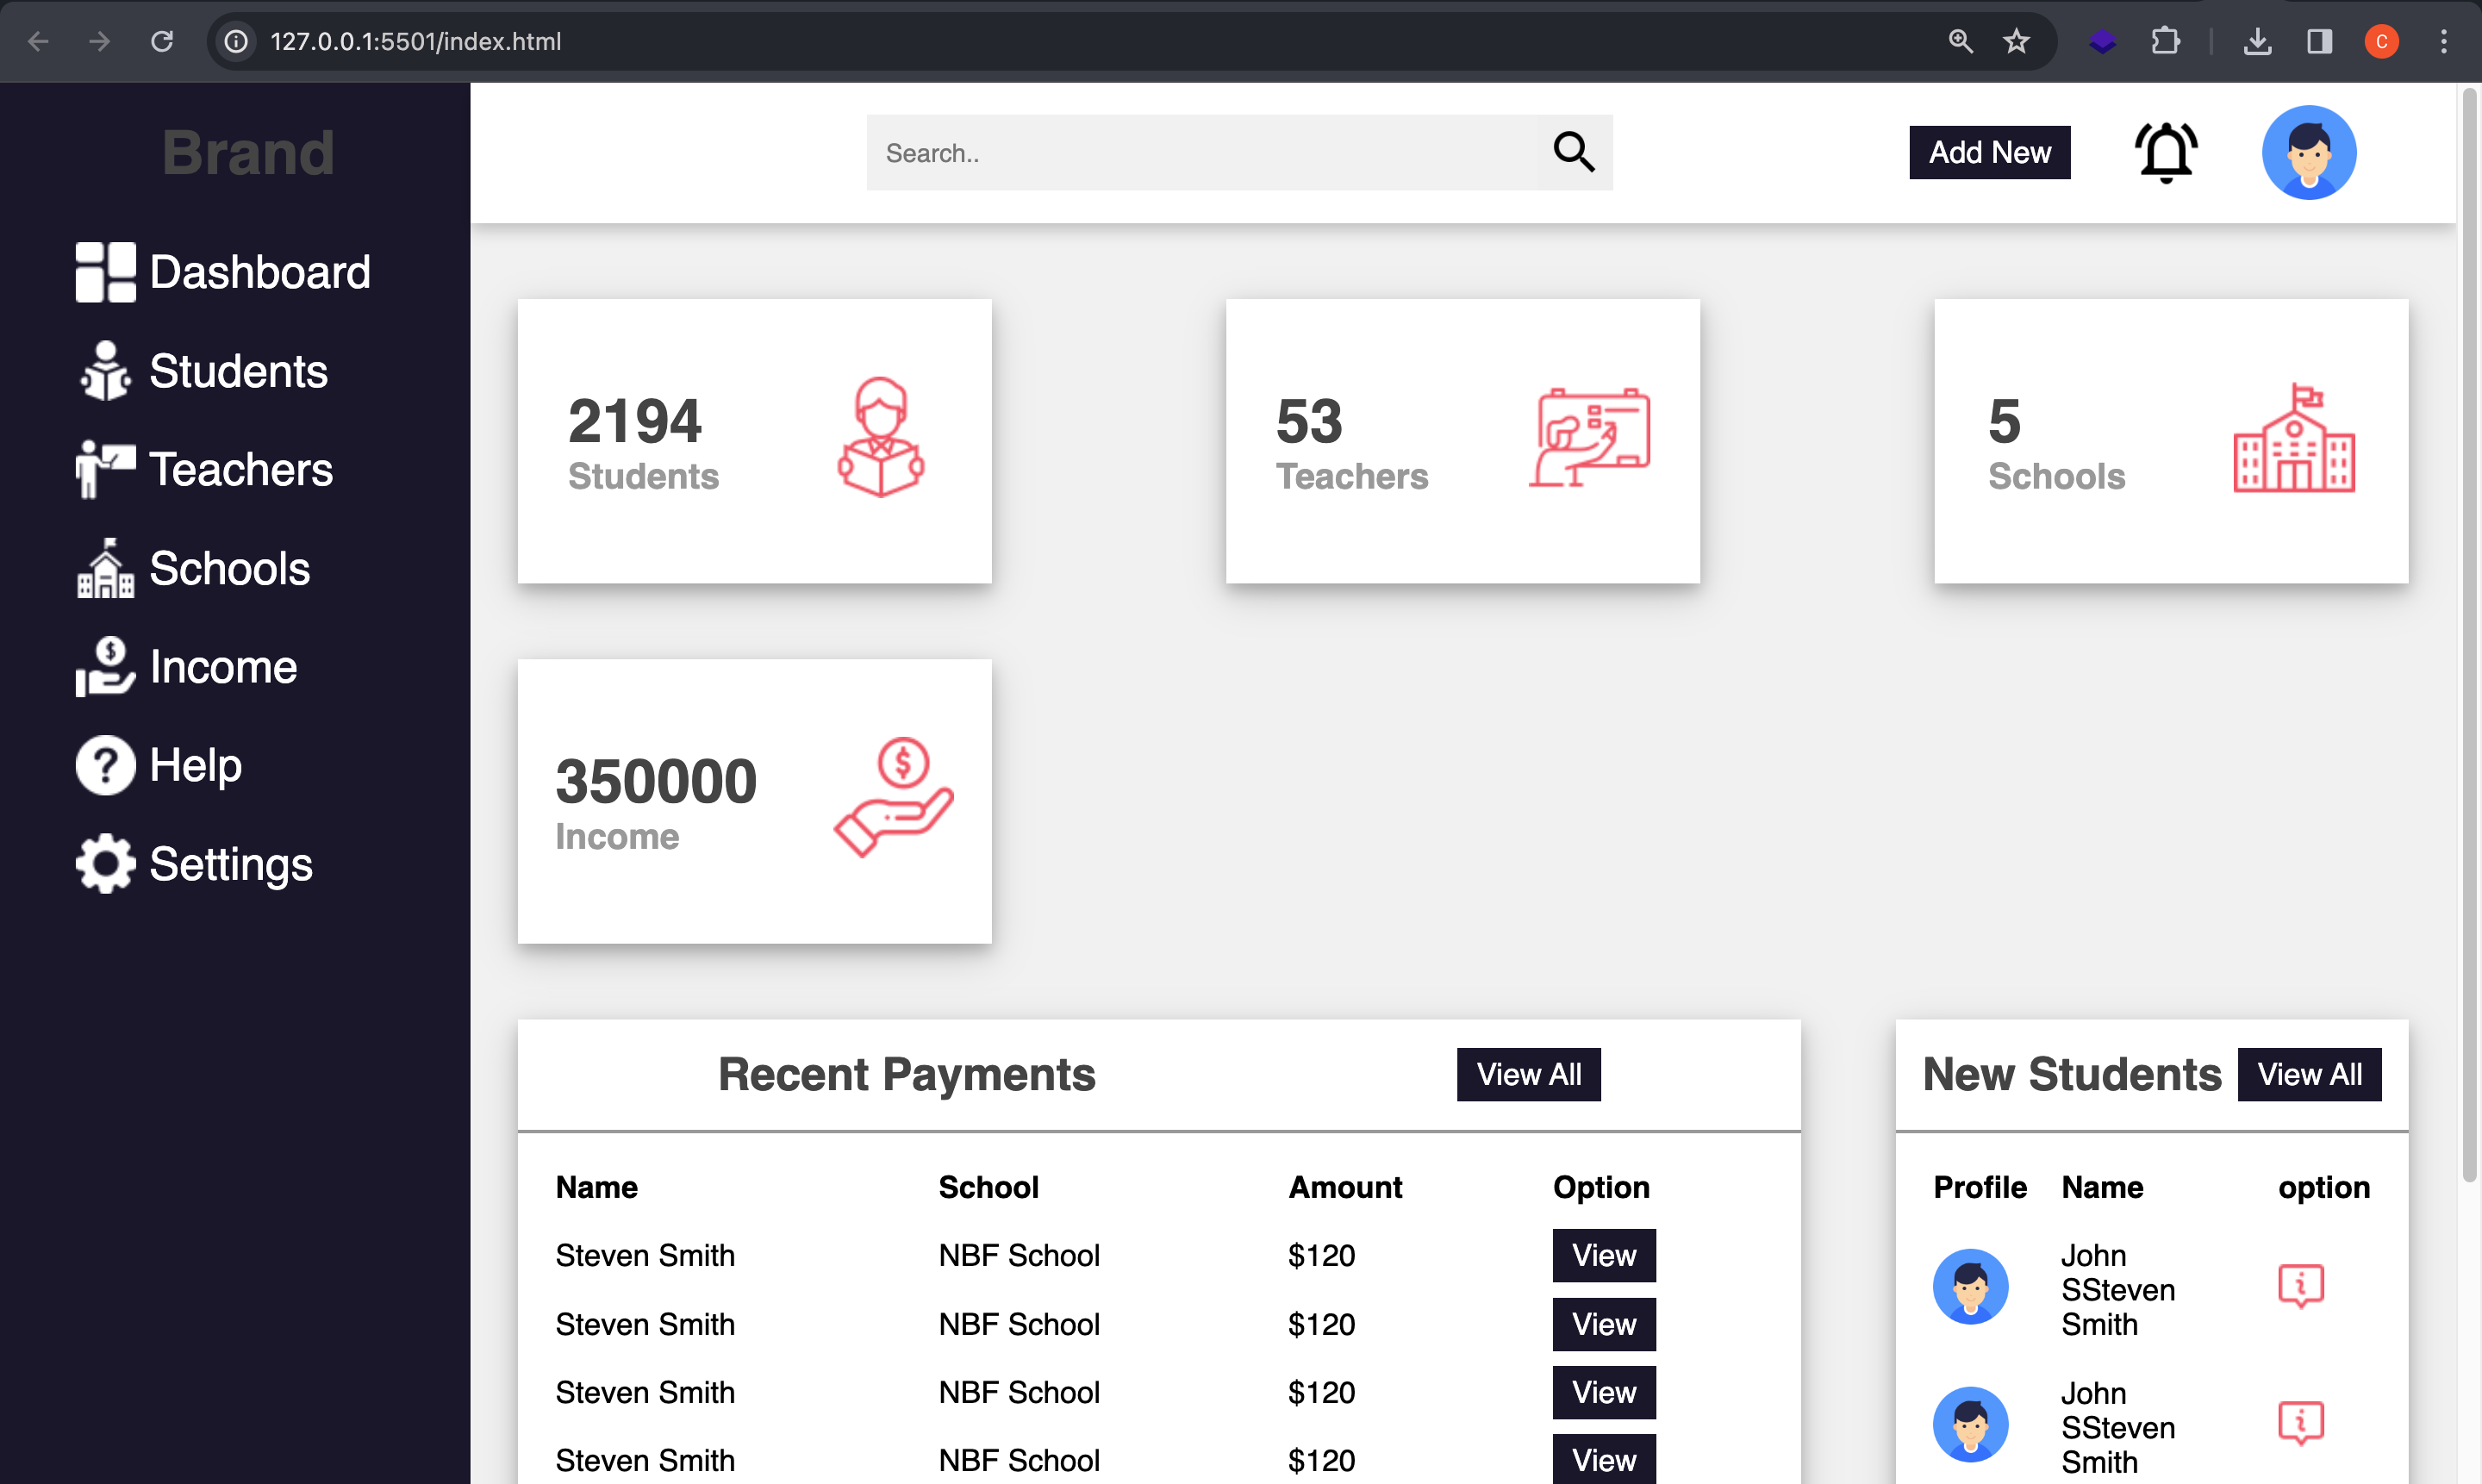 127.0.0.1:5501/index.html
C
Brand
Search..
Add New
Dashboard
Students
Teachers
Schools
Income
Help
Settings
2194
Students
53
Teachers
5
Schools
350000
Income
Recent Payments
View All
Name School Amount Option
Steven Smith NBF School $120 View
Steven Smith NBF School $120 View
Steven Smith NBF School $120 View
Steven Smith NBF School $120 View
New Students
View All
Profile Name option
John
SSteven
Smith
John
SSteven
Smith